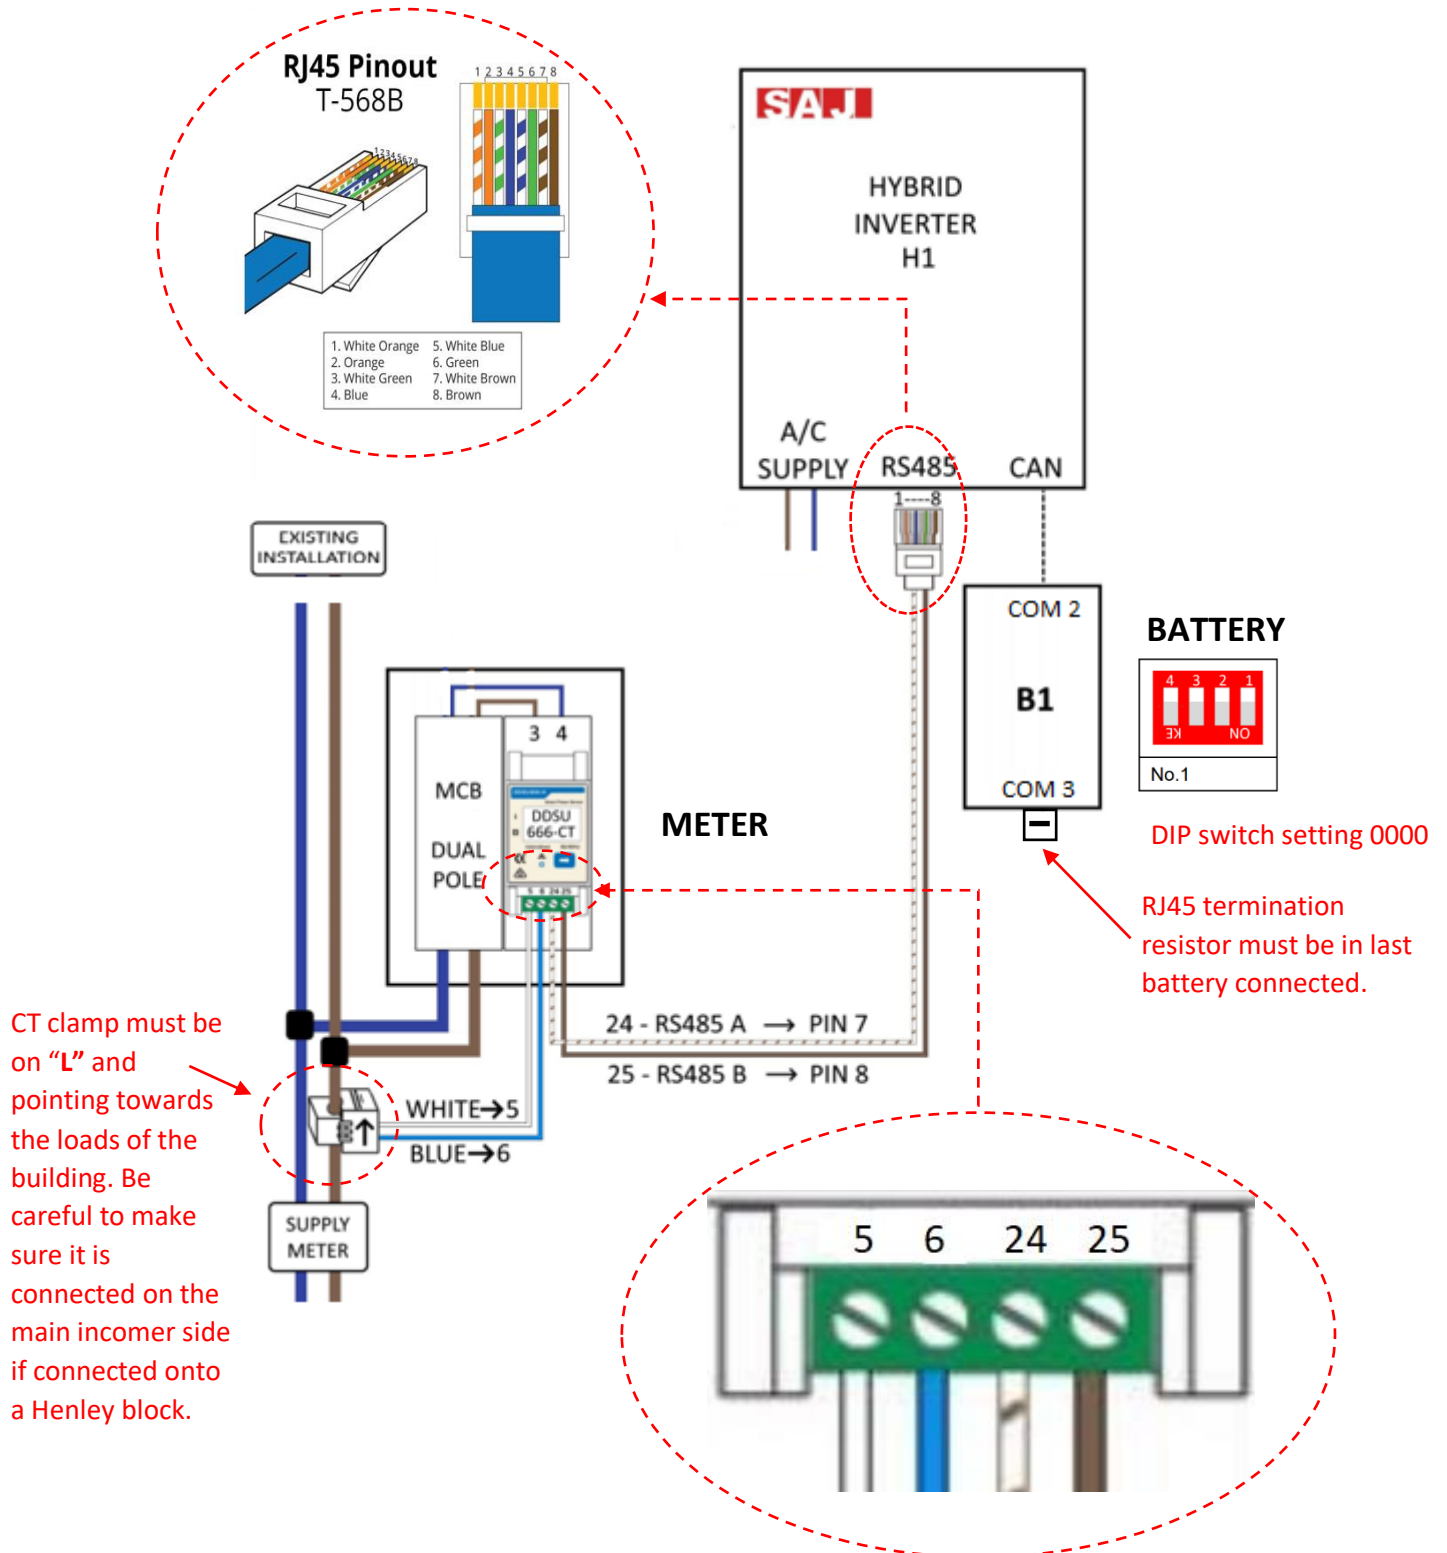 RJ45 Pinout
T-568B
1 2 3 4 5 6 7 8
12345678
1. White Orange
2. Orange
3. White Green
4. Blue
5. White Blue
6. Green
7. White Brown
8. Brown
SAJ
HYBRID
INVERTER
H1
A/C
SUPPLY
RS485
CAN
1----8
EXISTING
INSTALLATION
COM 2
B1
COM 3
BATTERY
4 3 2 1
KE
ON
No.1
DIP switch setting 0000
RJ45 termination
resistor must be in last
battery connected.
3 4
MCB
DUAL
POLE
DDSU
666-CT
5 6 24 25
METER
24 - RS485 A → PIN 7
25 - RS485 B → PIN 8
CT clamp must be
on “L” and
pointing towards
the loads of the
building. Be
careful to make
sure it is
connected on the
main incomer side
if connected onto
a Henley block.
WHITE→5
BLUE→6
SUPPLY
METER
5 6 24 25